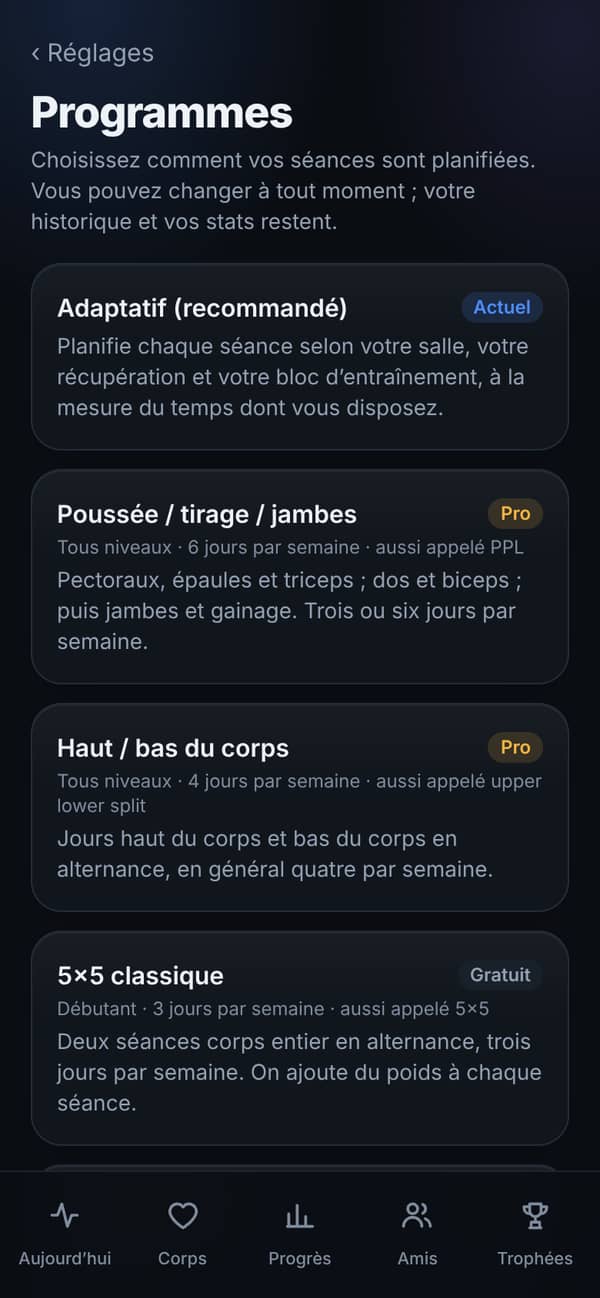 ‹ Réglages
Programmes
Choisissez comment vos séances sont planifiées.
Vous pouvez changer à tout moment ; votre
historique et vos stats restent.
Adaptatif (recommandé)
Actuel
Planifie chaque séance selon votre salle, votre
récupération et votre bloc d’entraînement, à la
mesure du temps dont vous disposez.
Poussée / tirage / jambes
Pro
Tous niveaux · 6 jours par semaine · aussi appelé PPL
Pectoraux, épaules et triceps ; dos et biceps ;
puis jambes et gainage. Trois ou six jours par
semaine.
Haut / bas du corps
Pro
Tous niveaux · 4 jours par semaine · aussi appelé upper
lower split
Jours haut du corps et bas du corps en
alternance, en général quatre par semaine.
5×5 classique
Gratuit
Débutant · 3 jours par semaine · aussi appelé 5×5
Deux séances corps entier en alternance, trois
jours par semaine. On ajoute du poids à chaque
séance.
Aujourd’hui
Corps
Progrès
Amis
Trophées